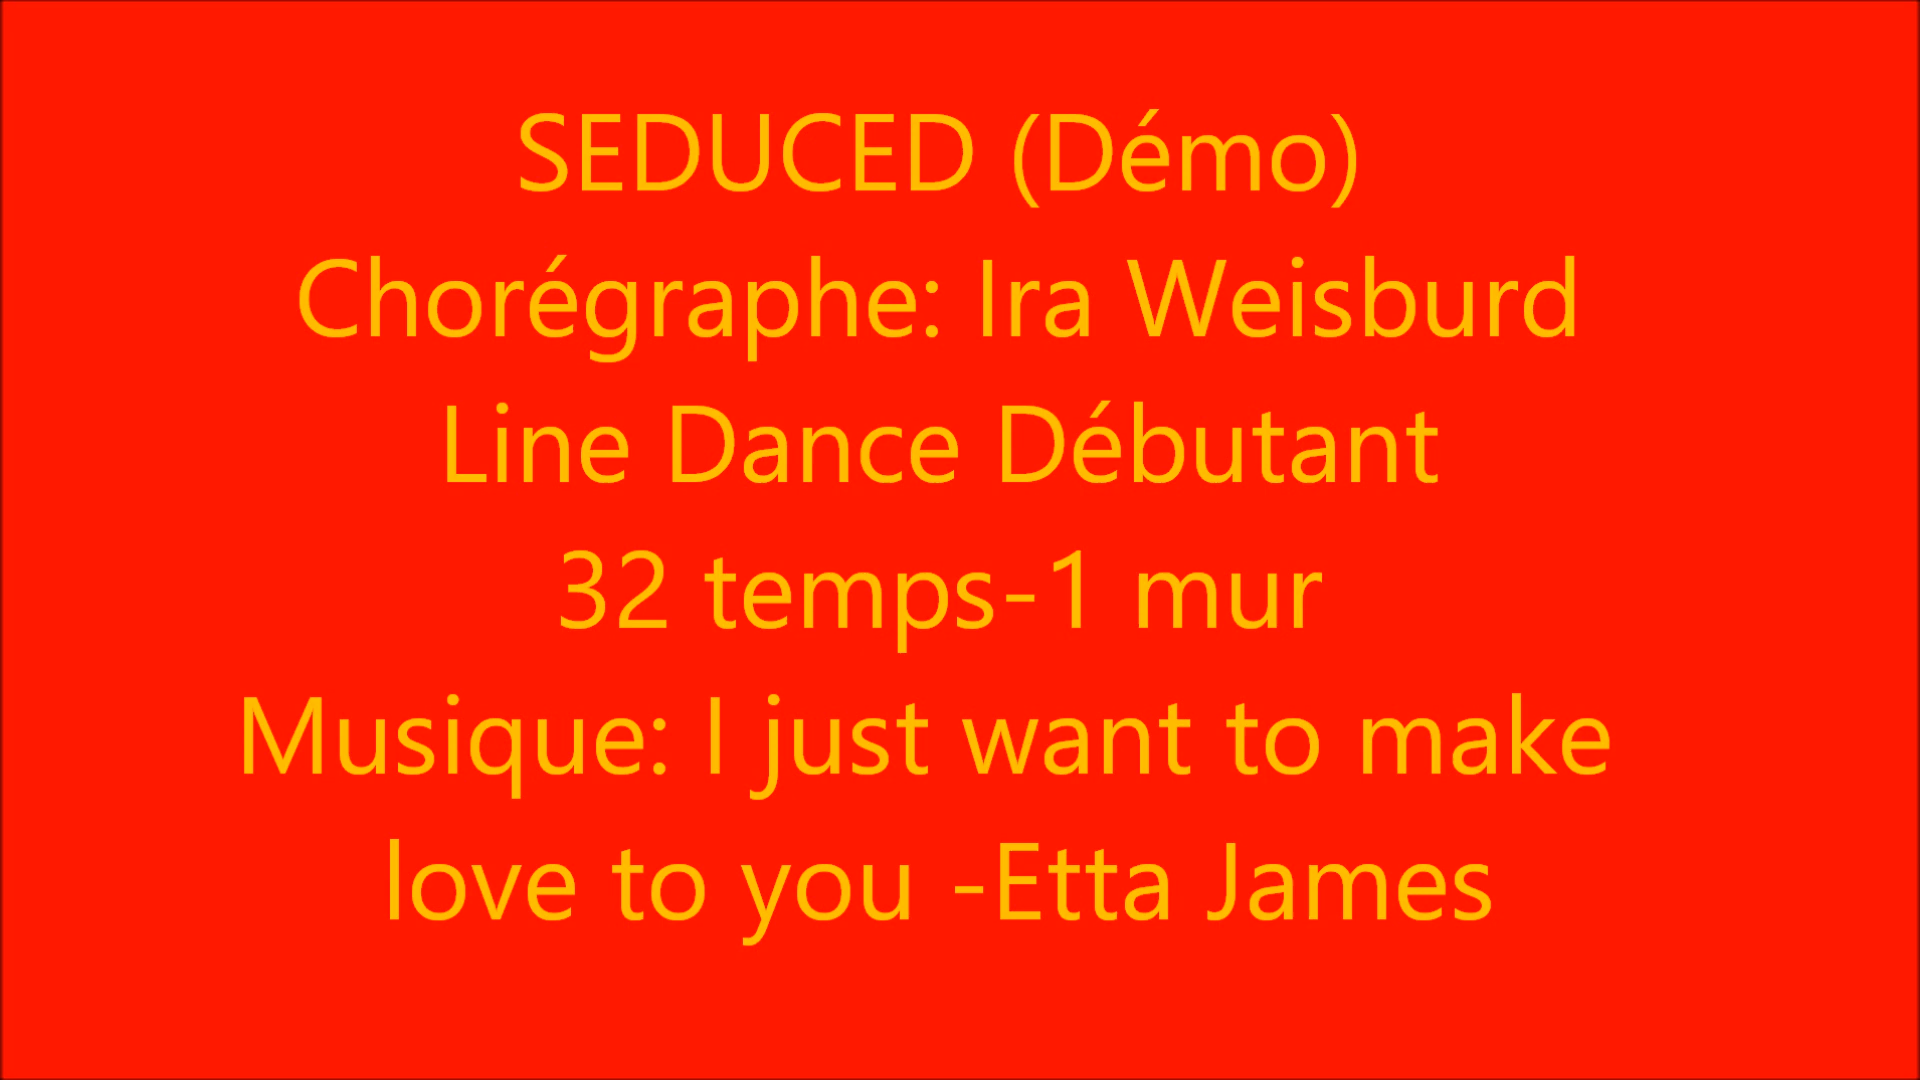 SEDUCED (Démo)
Chorégraphe: Ira Weisburd
Line Dance Débutant
32 temps-1 mur
Musique: I just want to make
love to you -Etta James